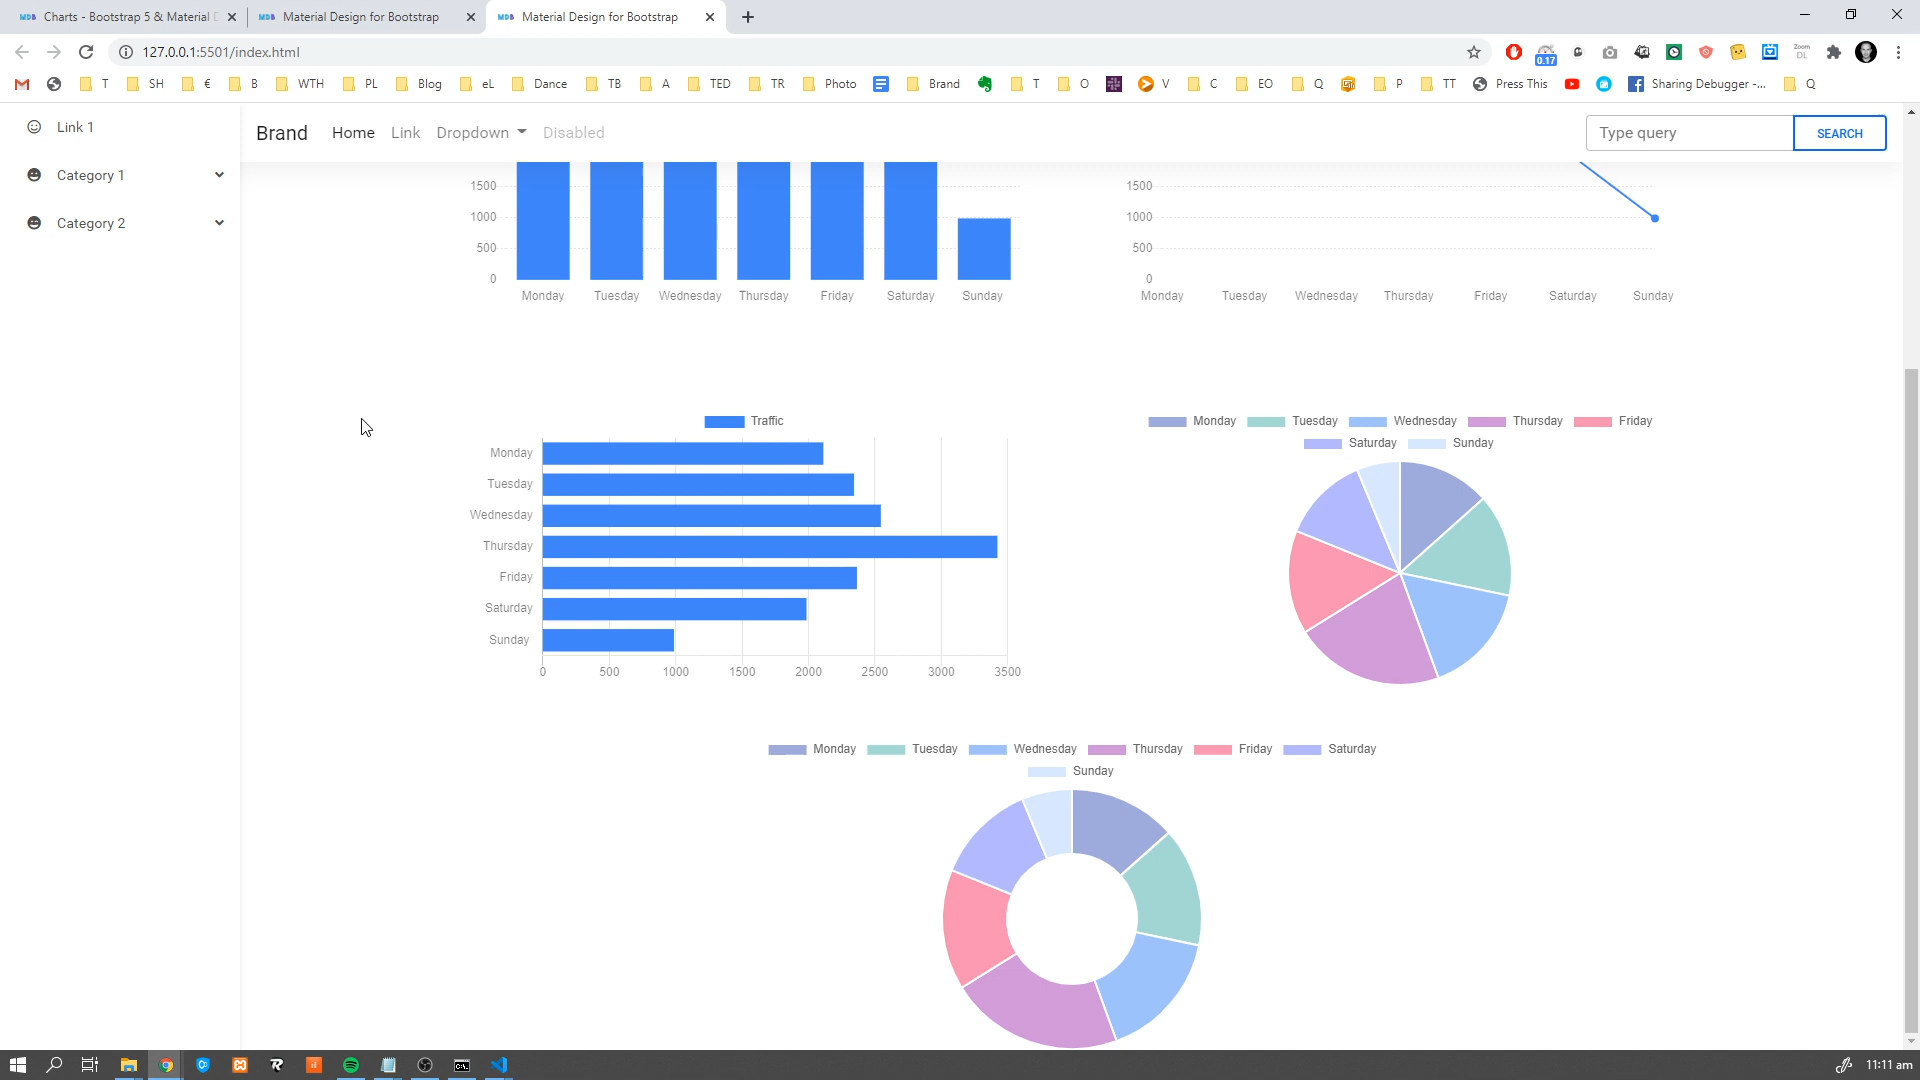 Charts - Bootstrap 5 & Material D
Material Design for Bootstrap
Material Design for Bootstrap
127.0.0.1:5501/index.html
0.17
Zoom DL
T SH € B WTH PL Blog eL Dance TB A TED TR Photo Brand T O V C EO Q P TT Press This Sharing Debugger -... Q
Link 1
Category 1
Category 2
Brand Home Link Dropdown Disabled
Type query SEARCH
1500
1000
500
0
Monday Tuesday Wednesday Thursday Friday Saturday Sunday
1500
1000
500
0
Monday Tuesday Wednesday Thursday Friday Saturday Sunday
Traffic
Monday
Tuesday
Wednesday
Thursday
Friday
Saturday
Sunday
0 500 1000 1500 2000 2500 3000 3500
Monday Tuesday Wednesday Thursday Friday
Saturday Sunday
Monday Tuesday Wednesday Thursday Friday Saturday
Sunday
11:11 am